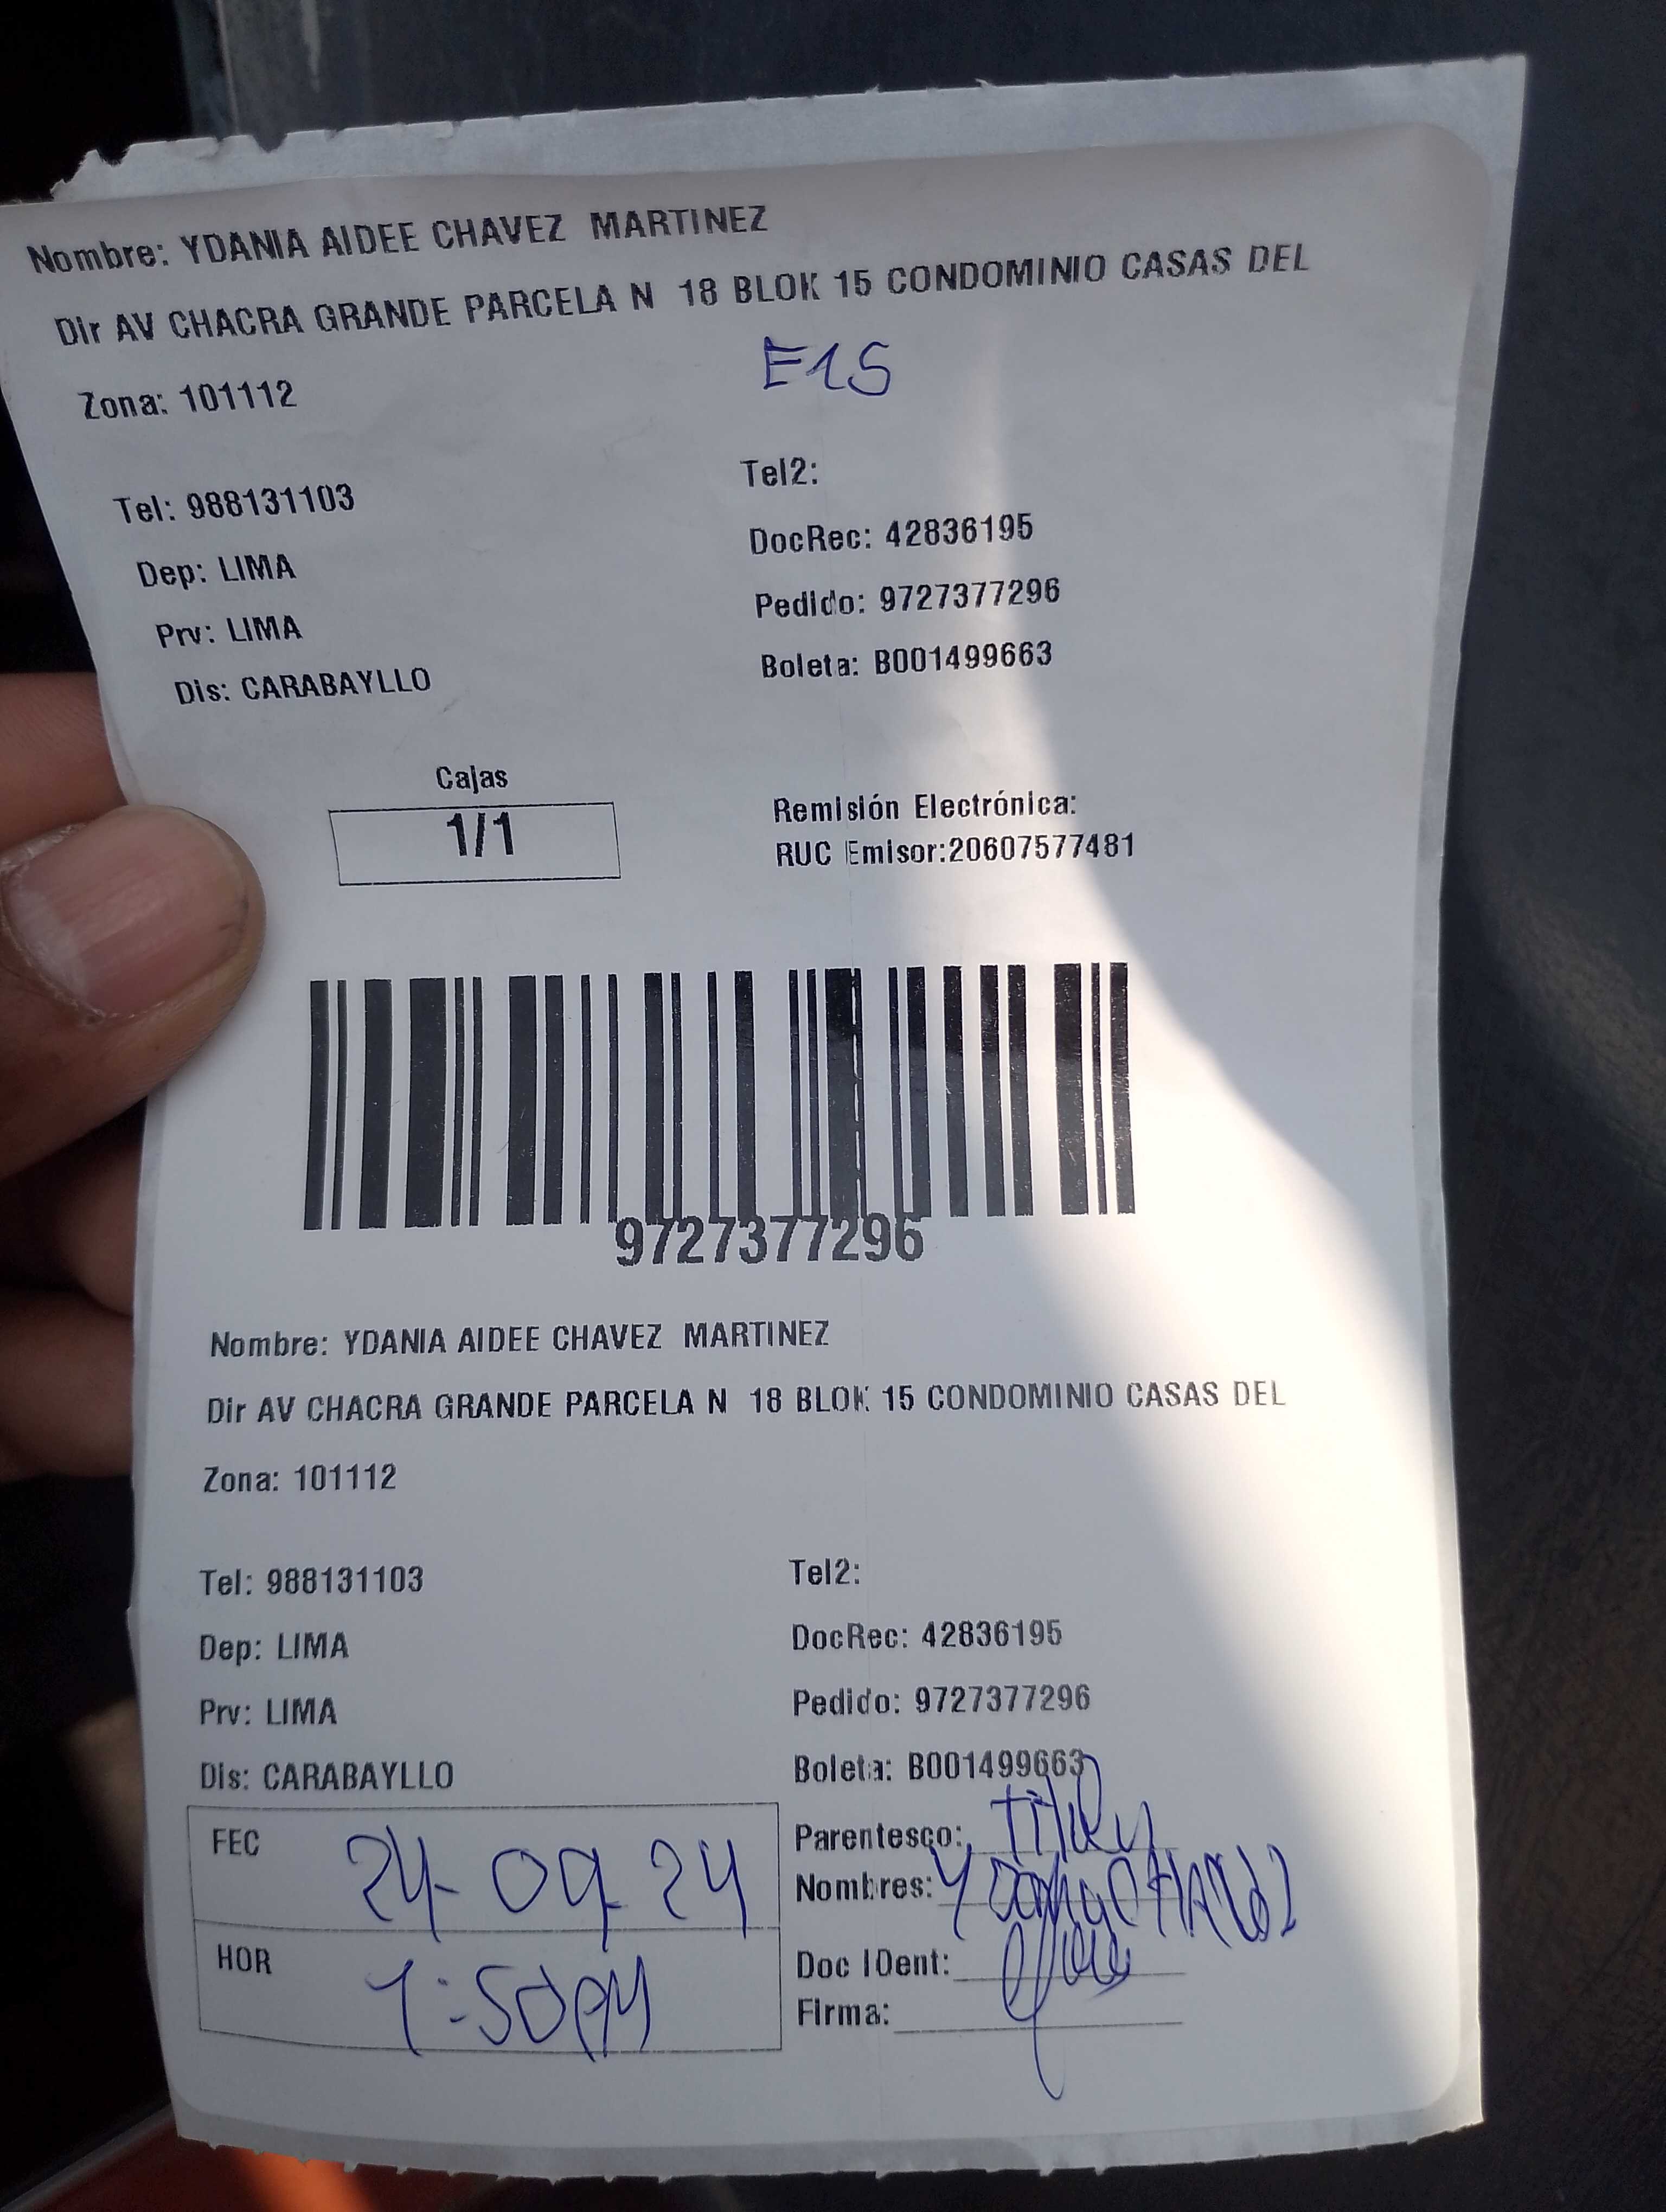 Nombre: YDANIA AIDEE CHAVEZ MARTINEZ
Dir AV CHACRA GRANDE PARCELA N 18 BLOK 15 CONDOMINIO CASAS DEL
E15
Zona: 101112
Tel: 988131103
Tel2:
Dep: LIMA
DocRec: 42836195
Prv: LIMA
Pedido: 9727377296
Dis: CARABAYLLO
Boleta: B001499663
Cajas
1/1
Remisión Electrónica:
RUC Emisor:20607577481
9727377296
Nombre: YDANIA AIDEE CHAVEZ MARTINEZ
Dir AV CHACRA GRANDE PARCELA N 18 BLOK 15 CONDOMINIO CASAS DEL
Zona: 101112
Tel: 988131103
Tel2:
Dep: LIMA
DocRec: 42836195
Prv: LIMA
Pedido: 9727377296
Dis: CARABAYLLO
Boleta: B001499663
FEC 24-09-24
Parentesco:
Nombres:
HOR 1:50PM
Doc IDent:
Firma: